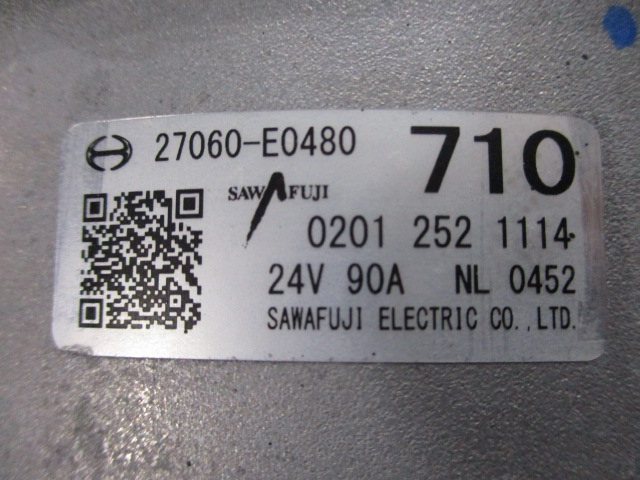 27060-E0480 710
SAWAFUJI
0201 252 1114
24V 90A NL 0452
SAWAFUJI ELECTRIC CO.,LTD.